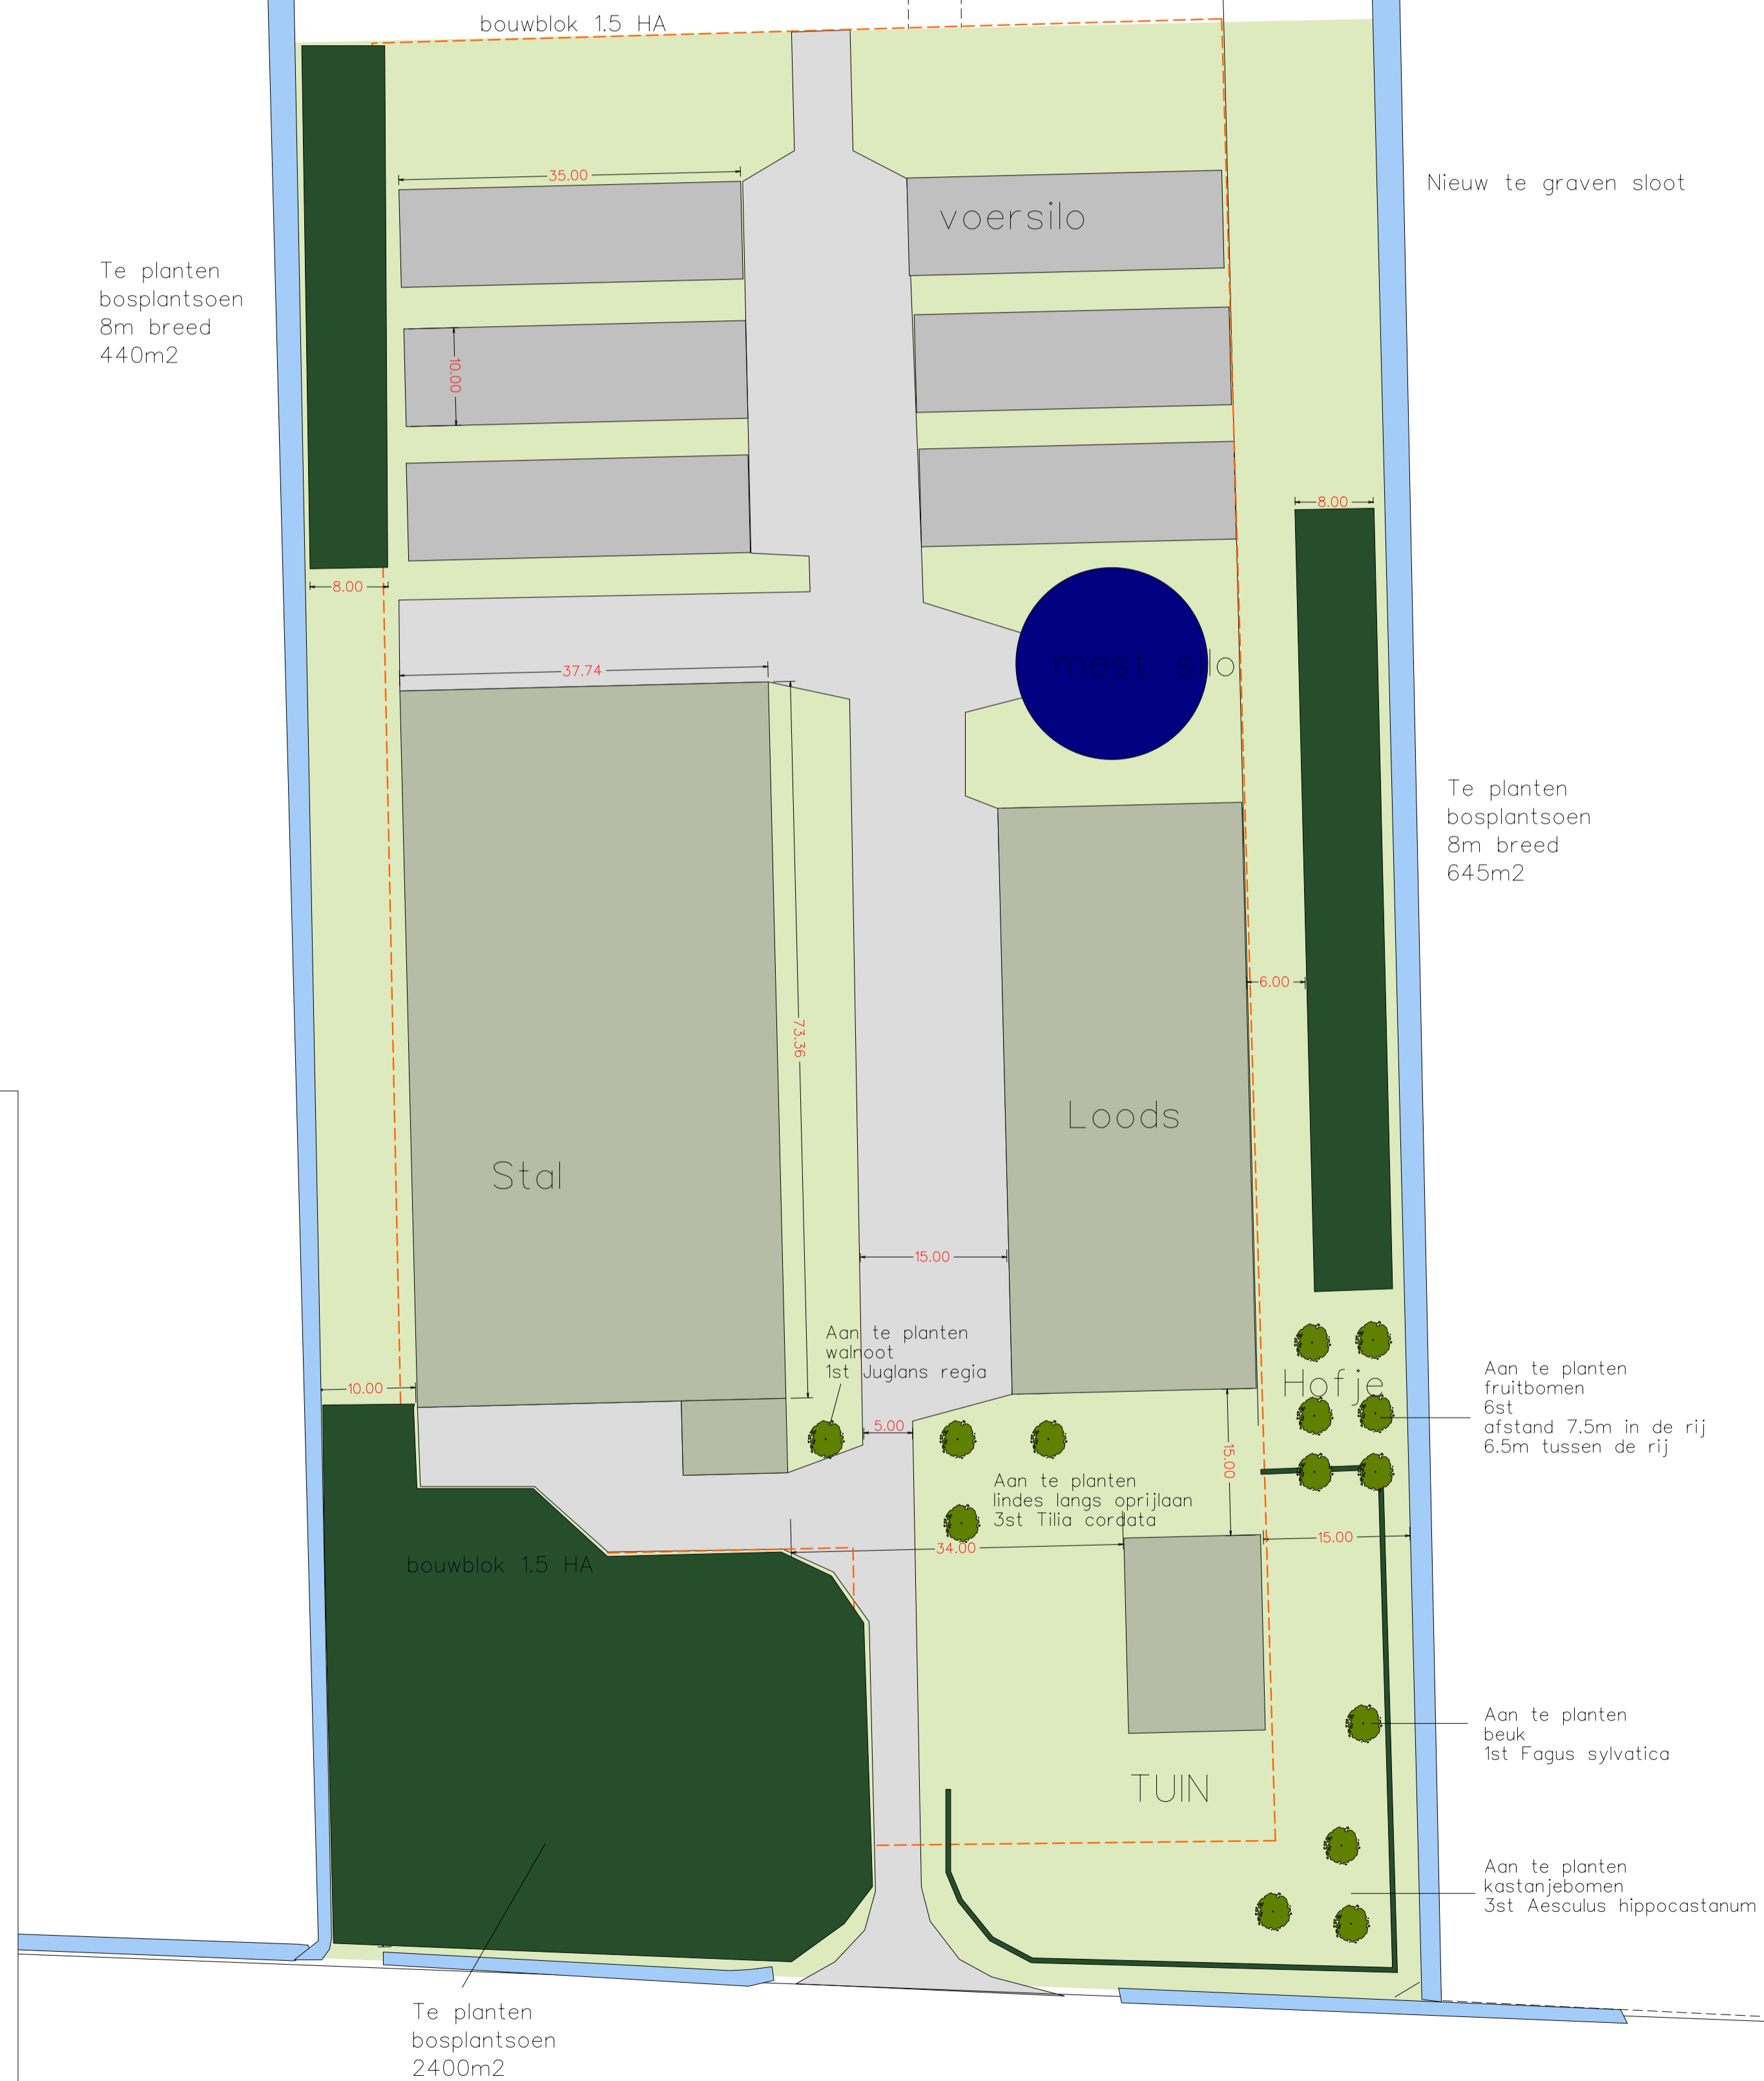 bouwblok 1.5 HA
Nieuw te graven sloot
35.00
voersilo
Te planten
bosplantsoen
8m breed
440m2
10.00
8.00
8.00
37.74
mest silo
Te planten
bosplantsoen
8m breed
645m2
6.00
73.36
Loods
Stal
15.00
Aan te planten
walnoot
1st Juglans regia
10.00
Hofje
Aan te planten
fruitbomen
6st
afstand 7.5m in de rij
6.5m tussen de rij
5.00
15.00
Aan te planten
lindes langs oprijlaan
3st Tilia cordata
34.00
15.00
bouwblok 1.5 HA
Aan te planten
beuk
1st Fagus sylvatica
TUIN
Aan te planten
kastanjebomen
3st Aesculus hippocastanum
Te planten
bosplantsoen
2400m2